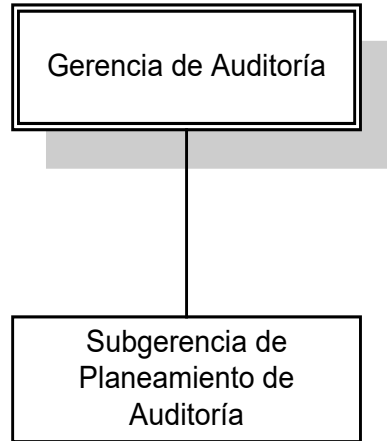 Gerencia de Auditoría
Subgerencia de
Planeamiento de
Auditoría